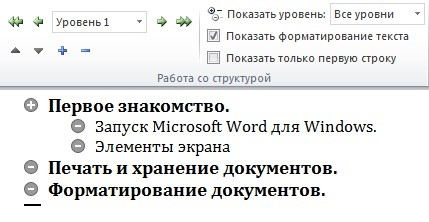 Уровень 1
Показать уровень: Все уровни
Показать форматирование текста
Показать только первую строку
Работа со структурой
Первое знакомство.
Запуск Microsoft Word для Windows.
Элементы экрана
Печать и хранение документов.
Форматирование документов.